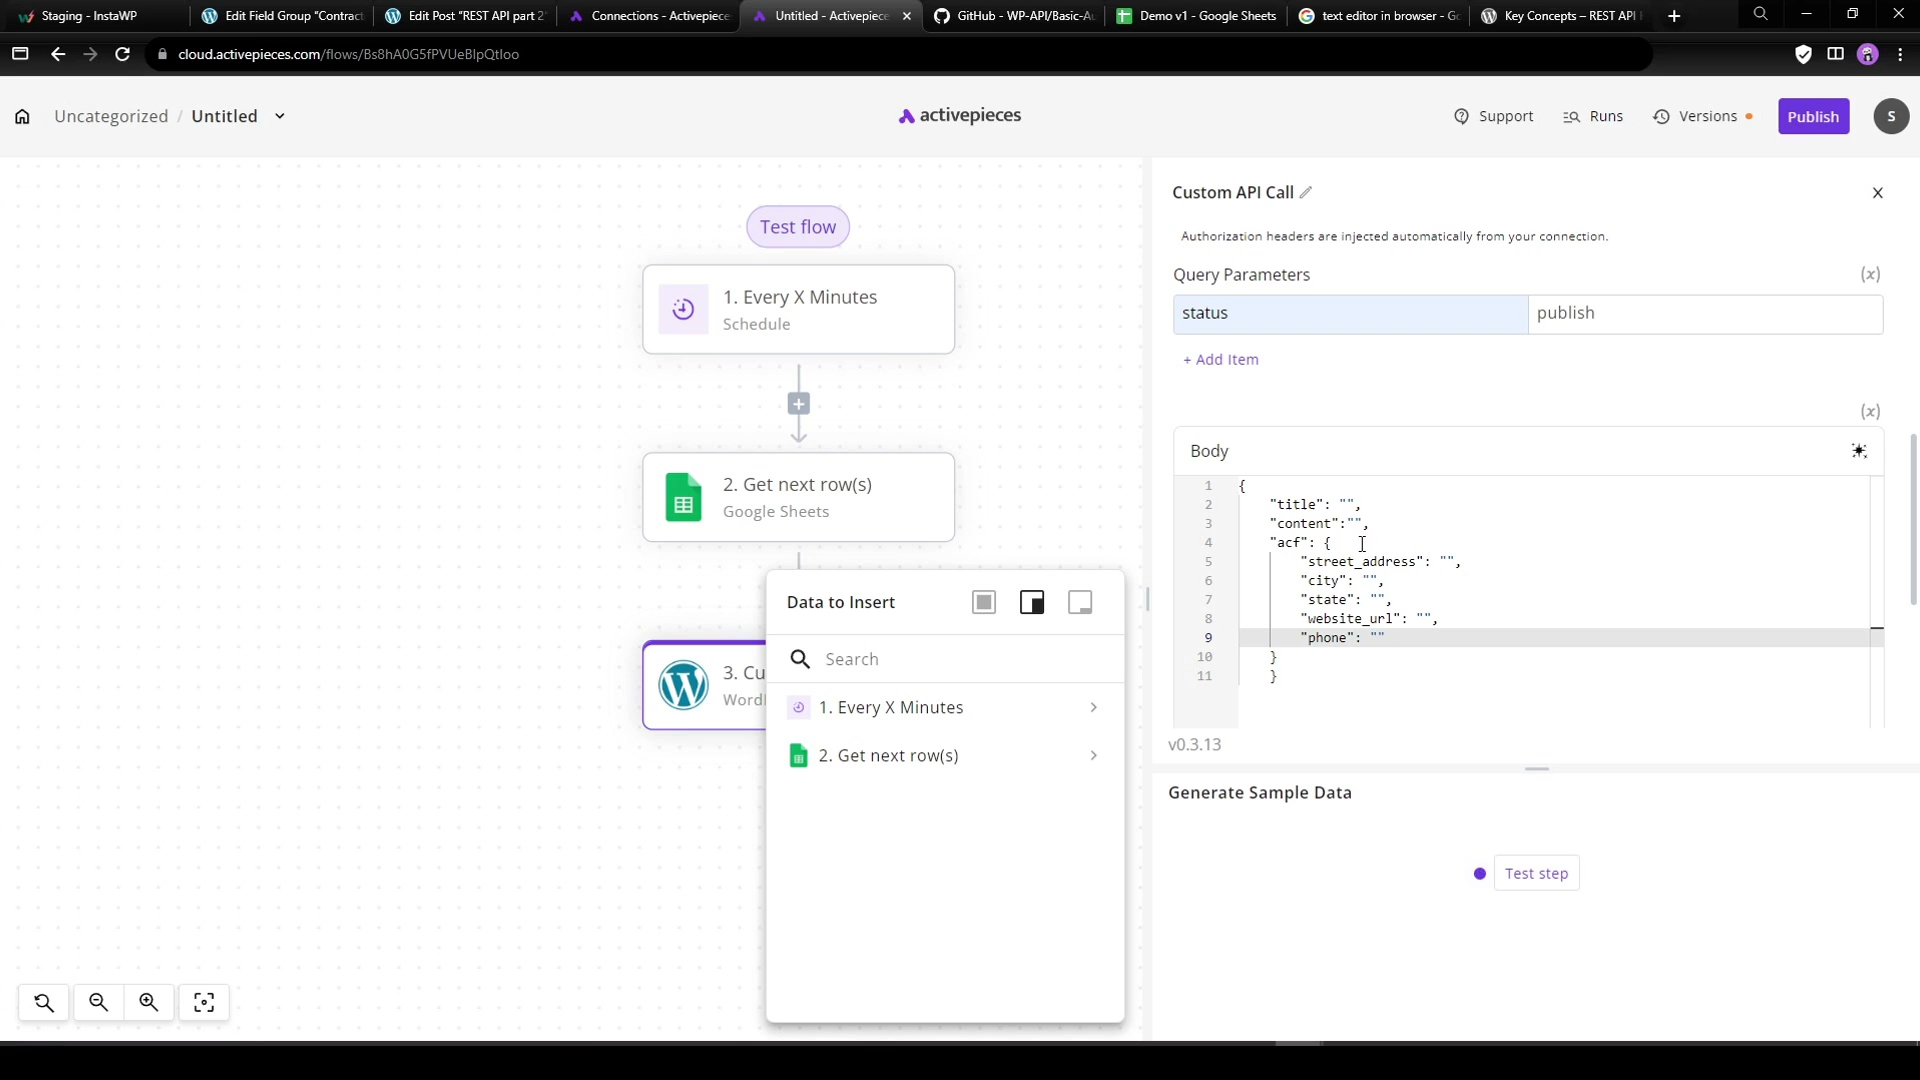 Staging - InstaWP
Edit Field Group "Contract
Edit Post "REST API part 2"
Connections - Activepiece
Untitled - Activepiece
GitHub - WP-API/Basic-Au
Demo v1 - Google Sheets
text editor in browser - Go
Key Concepts – REST API
cloud.activepieces.com/flows/Bs8hA0G5fPVUeBlpQtloo
Uncategorized / Untitled
activepieces
Support
Runs
Versions
Publish
S
Test flow
1. Every X Minutes
Schedule
2. Get next row(s)
Google Sheets
3. Cu
Word
Data to Insert
Search
1. Every X Minutes
2. Get next row(s)
Custom API Call
Authorization headers are injected automatically from your connection.
Query Parameters
(x)
status
publish
+ Add Item
(x)
Body
1 {
2 "title": "",
3 "content":"",
4 "acf": {
5 "street_address": "",
6 "city": "",
7 "state": "",
8 "website_url": "",
9 "phone": ""
10 }
11 }
v0.3.13
Generate Sample Data
Test step